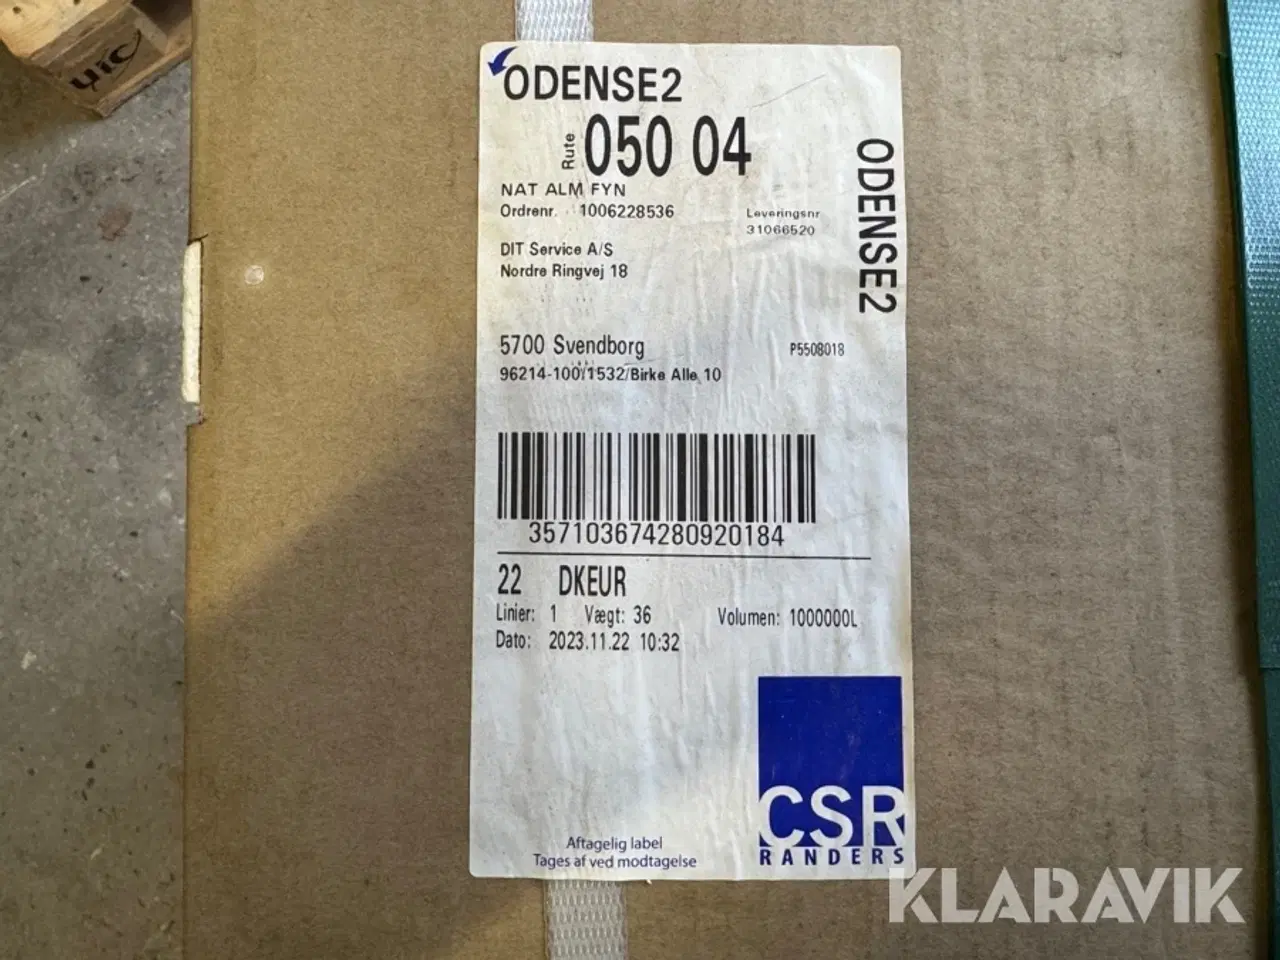 ODENSE2
Rute 050 04
NAT ALM FYN
Ordrenr. 1006228536
Leveringsnr
31066520
DIT Service A/S
Nordre Ringvej 18
5700 Svendborg
P5508018
96214-100/1532/Birke Alle 10
ODENSE2
357103674280920184
22 DKEUR
Linier: 1 Vægt: 36 Volumen: 1000000L
Dato: 2023.11.22 10:32
CSR
RANDERS
Aftagelig label
Tages af ved modtagelse
KLARAVIK